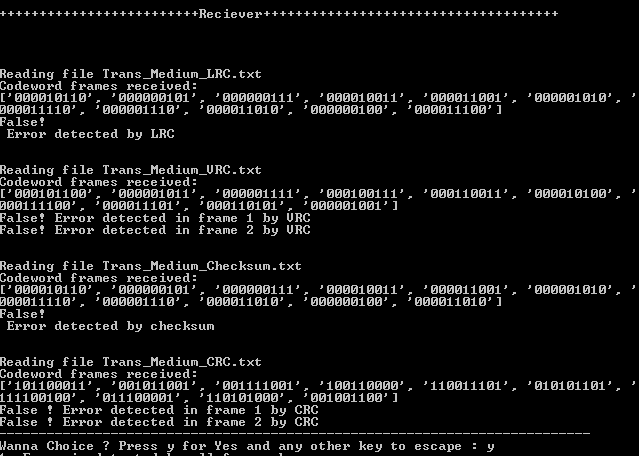 ++++++++++++++++++++++++++Reciever+++++++++++++++++++++++++++++++++++++++
Reading file Trans_Medium_LRC.txt
Codeword frames received:
['000010110', '000000101', '000000111', '000010011', '000011001', '000001010', '
000011110', '000001110', '000011010', '000000100', '000011100']
False!
Error detected by LRC
Reading file Trans_Medium_VRC.txt
Codeword frames received:
['000101100', '000001011', '000001111', '000100111', '000110011', '000010100', '
000111100', '000011101', '000110101', '000001001']
False! Error detected in frame 1 by VRC
False! Error detected in frame 2 by VRC
Reading file Trans_Medium_Checksum.txt
Codeword frames received:
['000010110', '000000101', '000000111', '000010011', '000011001', '000001010', '
000011110', '000001110', '000011010', '000000100', '000011010']
False!
Error detected by checksum
Reading file Trans_Medium_CRC.txt
Codeword frames received:
['101100011', '001011001', '001111001', '100110000', '110011101', '010101101', '
111100100', '011100001', '110101000', '001001100']
False ! Error detected in frame 1 by CRC
False ! Error detected in frame 2 by CRC
--------------------------------------------------------------------------
Wanna Choice ? Press y for Yes and any other key to escape : y